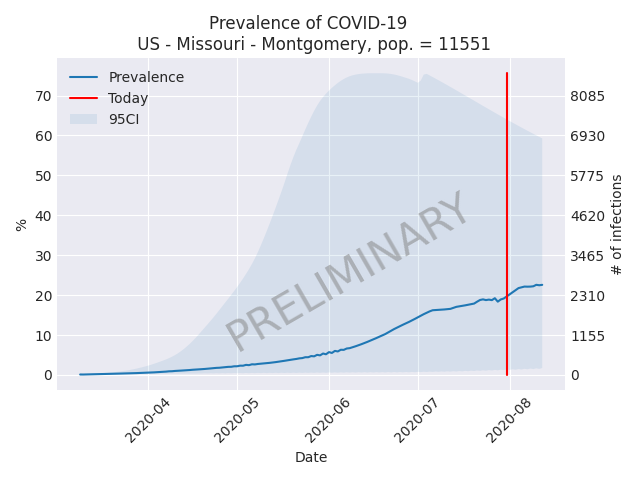 Prevalence of COVID-19
US - Missouri - Montgomery, pop. = 11551
Prevalence
Today
95CI
%
70
60
50
40
30
20
10
0
8085
6930
5775
4620
3465
2310
1155
0
# of infections
PRELIMINARY
2020-04
2020-05
2020-06
2020-07
2020-08
Date